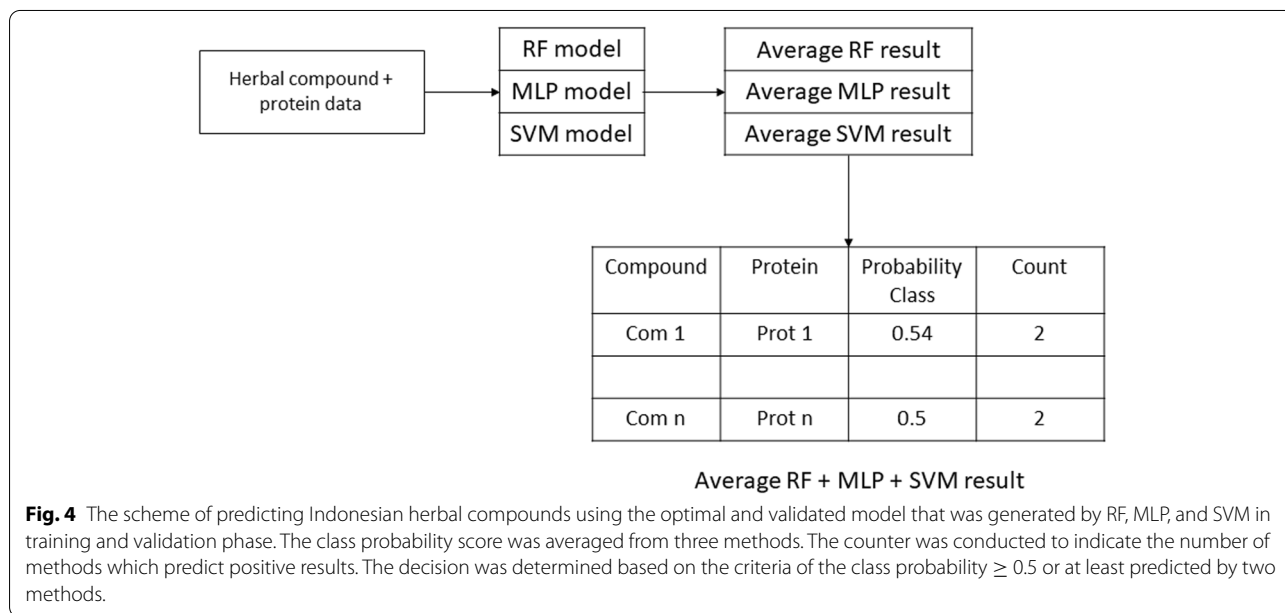 Herbal compound +
protein data
RF model
MLP model
SVM model
Average RF result
Average MLP result
Average SVM result
Compound Protein Probability Class Count
Com 1 Prot 1 0.54 2
Com n Prot n 0.5 2
Average RF + MLP + SVM result
Fig. 4 The scheme of predicting Indonesian herbal compounds using the optimal and validated model that was generated by RF, MLP, and SVM in
training and validation phase. The class probability score was averaged from three methods. The counter was conducted to indicate the number of
methods which predict positive results. The decision was determined based on the criteria of the class probability ≥ 0.5 or at least predicted by two
methods.